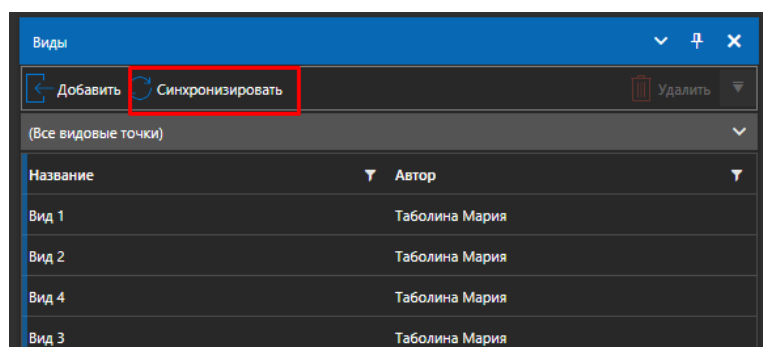 Виды
Добавить Синхронизировать Удалить
(Все видовые точки)
Название Автор
Вид 1 Таболина Мария
Вид 2 Таболина Мария
Вид 4 Таболина Мария
Вид 3 Таболина Мария